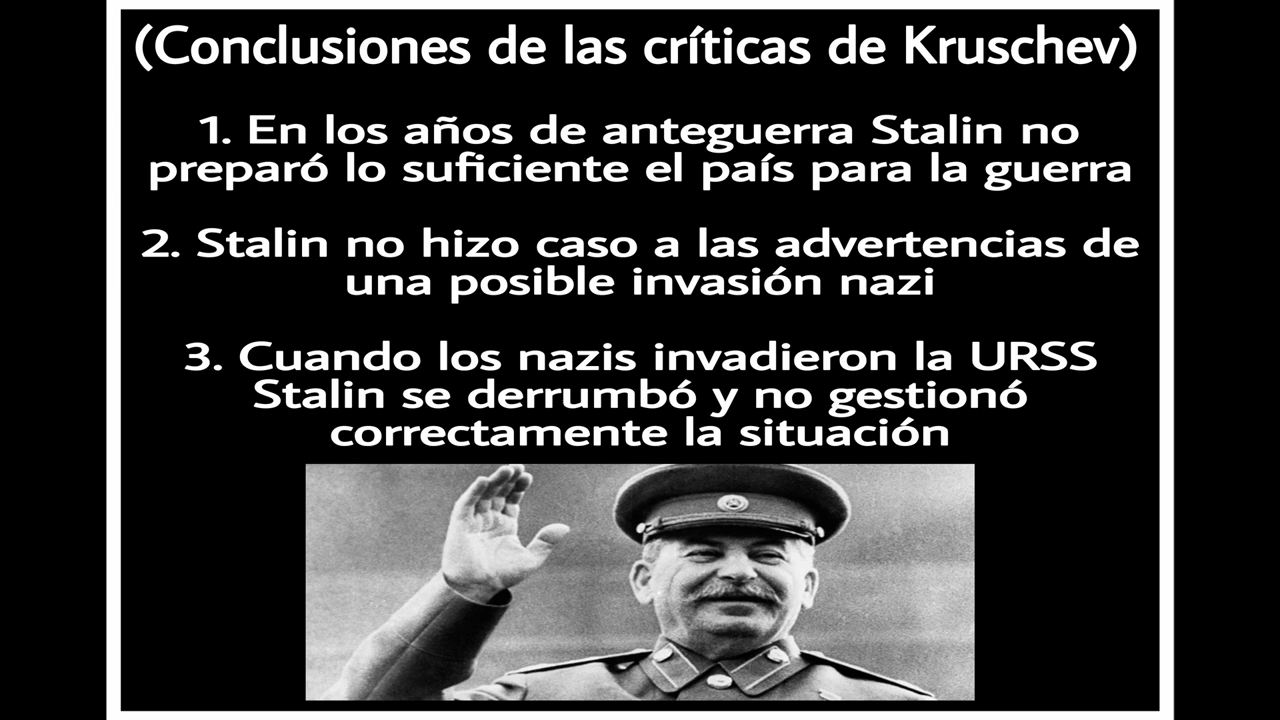 (Conclusiones de las críticas de Kruschev)
1. En los años de anteguerra Stalin no
preparó lo suficiente el país para la guerra
2. Stalin no hizo caso a las advertencias de
una posible invasión nazi
3. Cuando los nazis invadieron la URSS
Stalin se derrumbó y no gestionó
correctamente la situación